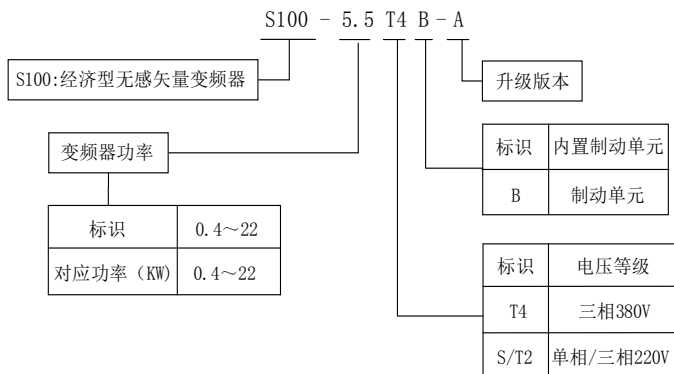 S100 - 5.5 T4 B - A
S100:经济型无感矢量变频器
升级版本
变频器功率
标识 内置制动单元
B 制动单元
标识 0.4～22
对应功率（KW) 0.4～22
标识 电压等级
T4 三相380V
S/T2 单相/三相220V